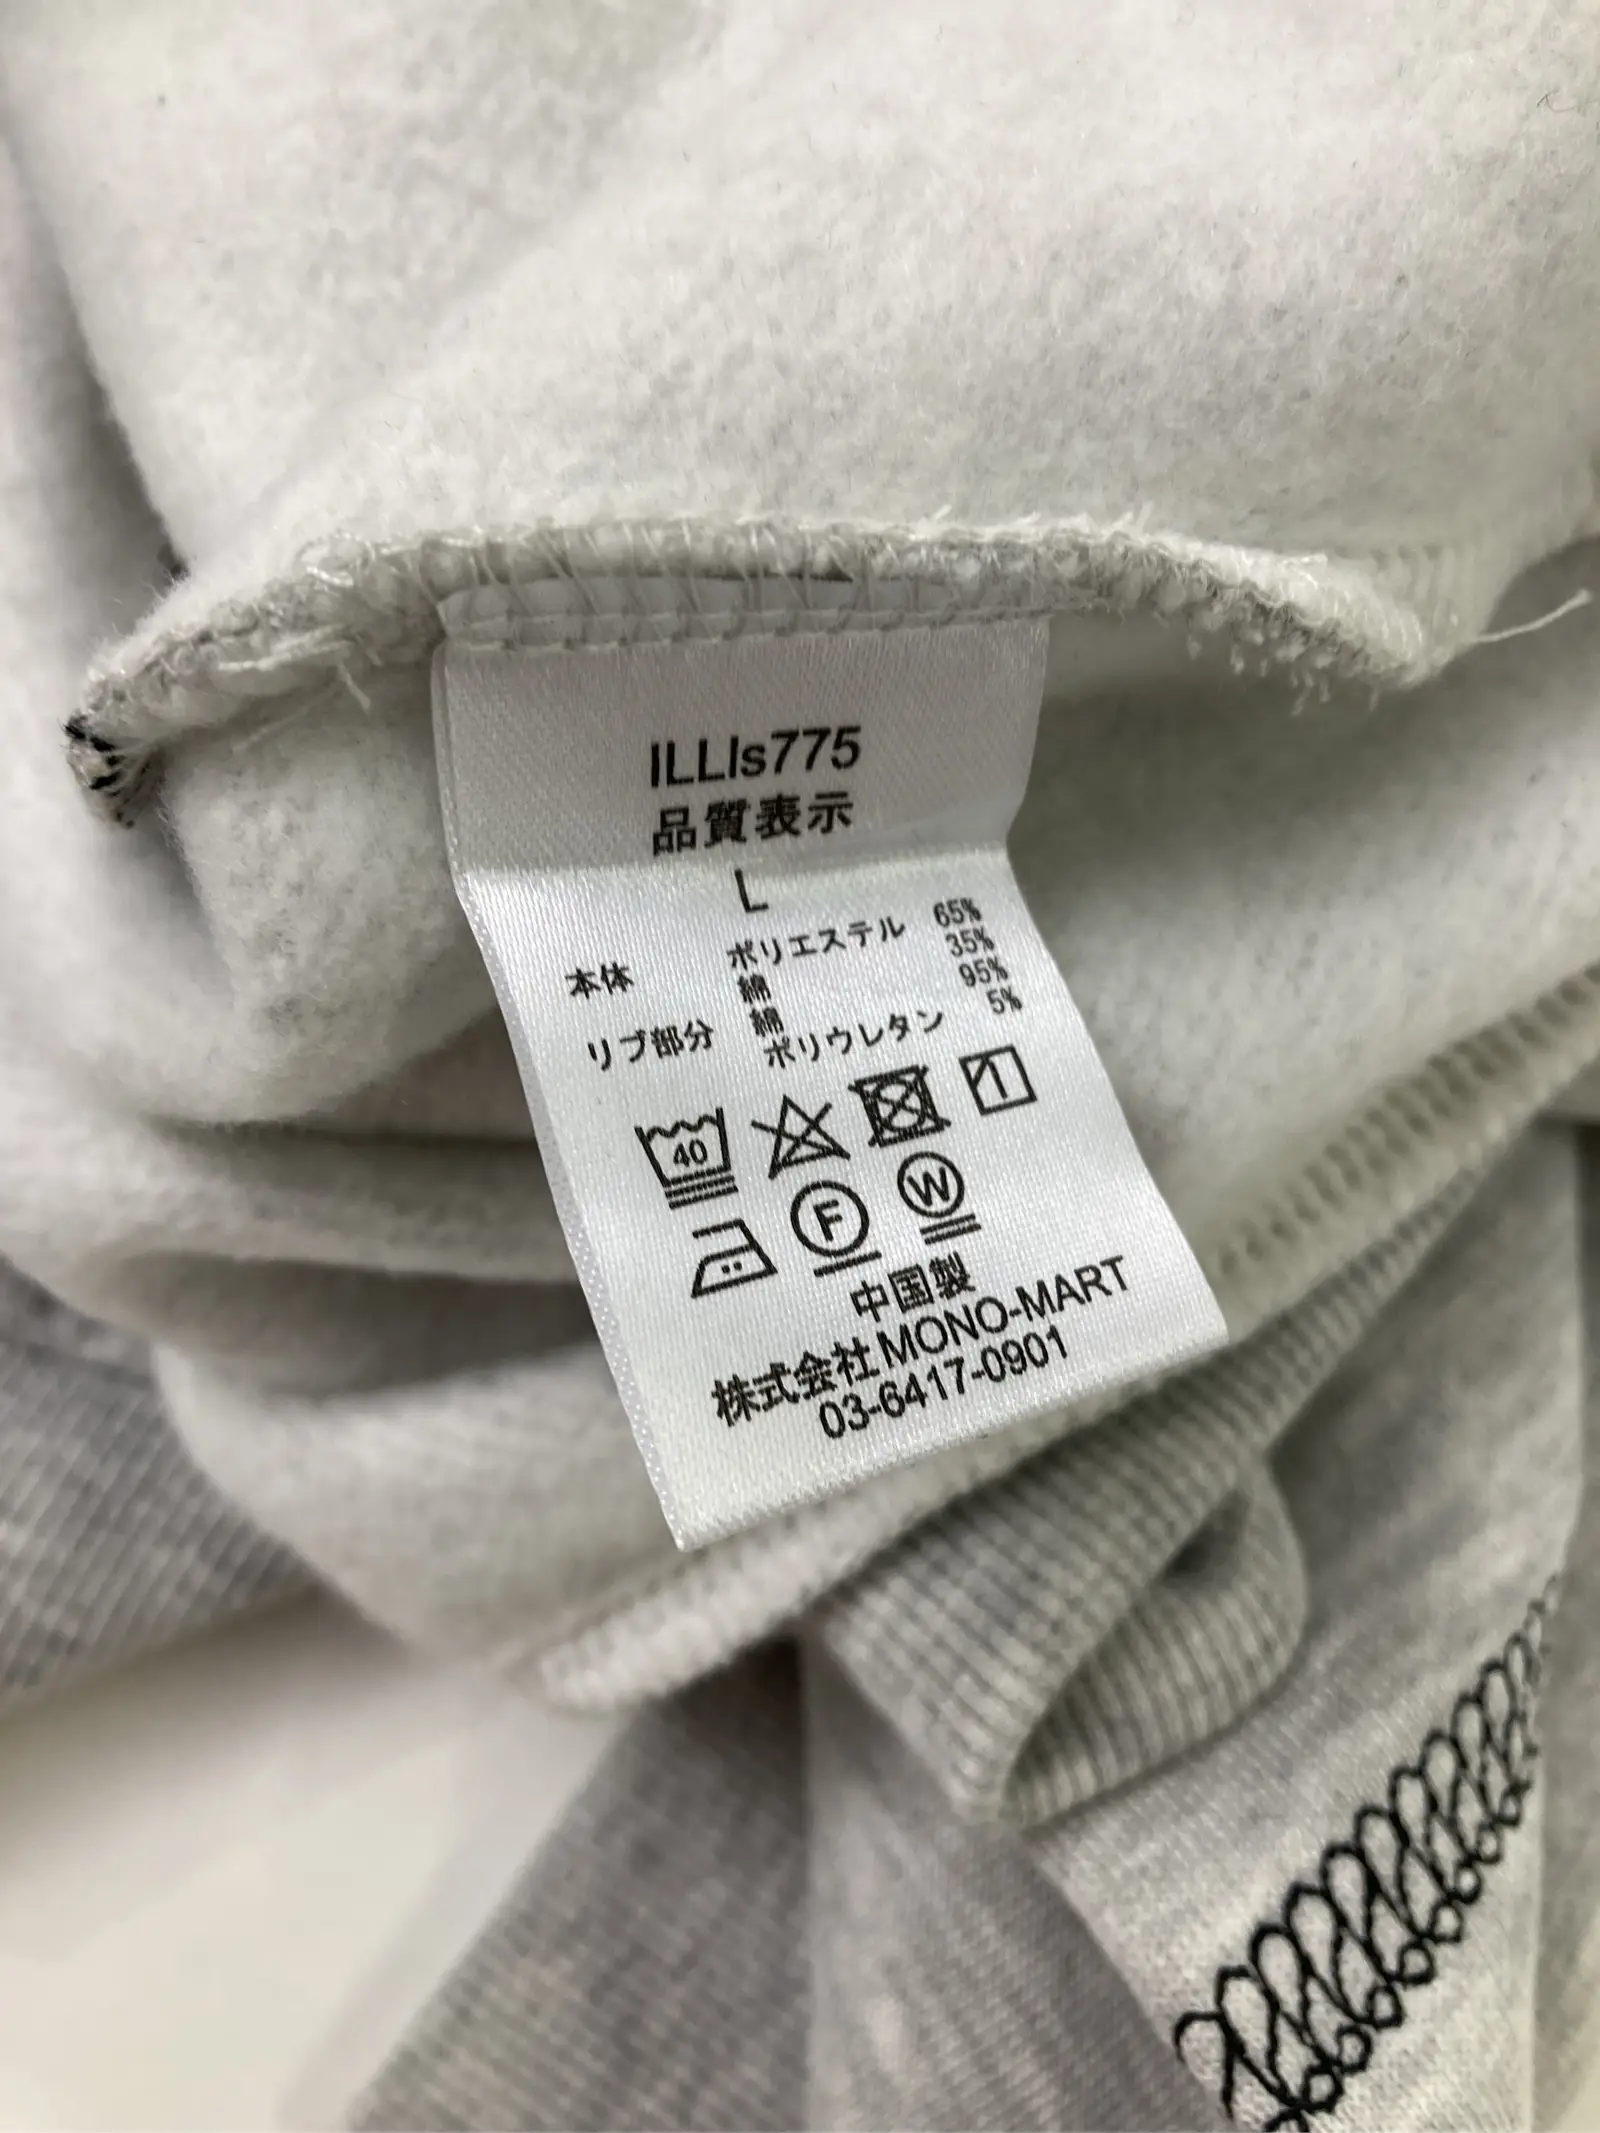 ILLIs775
品質表示
L
本体 ポリエステル 65%
綿 35%
リブ部分 綿 95%
ポリウレタン 5%
40
F W
中国製
株式会社MONO-MART
03-6417-0901